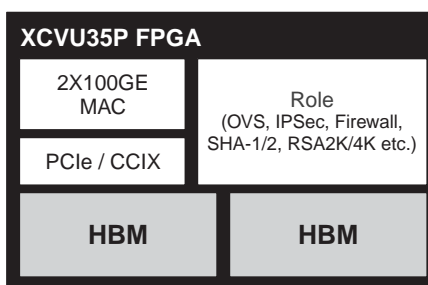 XCVU35P FPGA
2X100GE
MAC
PCIe / CCIX
Role
(OVS, IPSec, Firewall,
SHA-1/2, RSA2K/4K etc.)
HBM
HBM